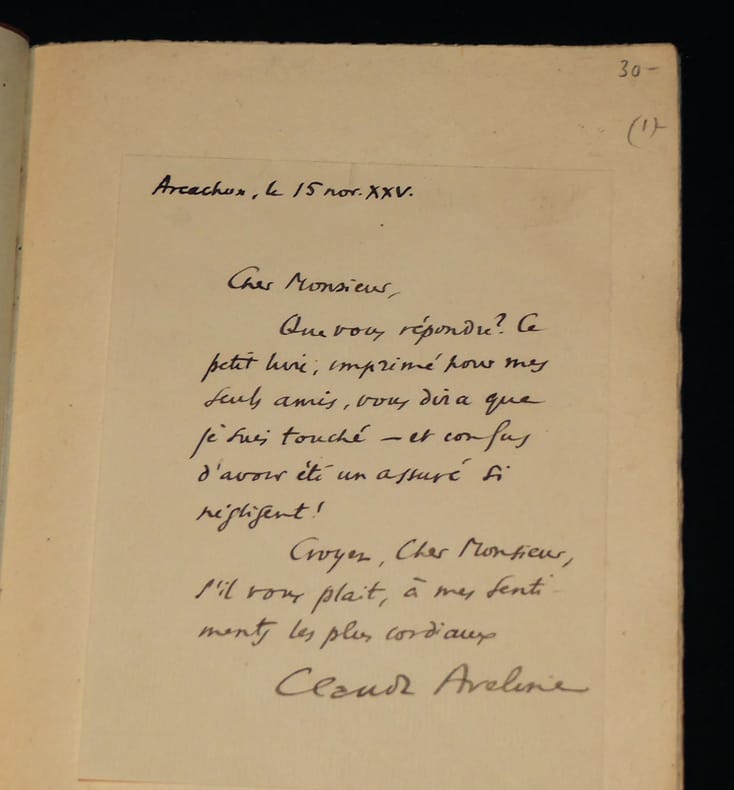 30-
(1)
Arcachon, le 15 nov. XXV.
Cher Monsieur,
Que vous répondre? Ce
petit livre, imprimé pour mes
seuls amis, vous dira que
je suis touché – et confus
d'avoir été un assuré si
négligent!
Croyez, Cher Monsieur,
s'il vous plait, à mes senti-
ments les plus cordiaux
Claude Aveline